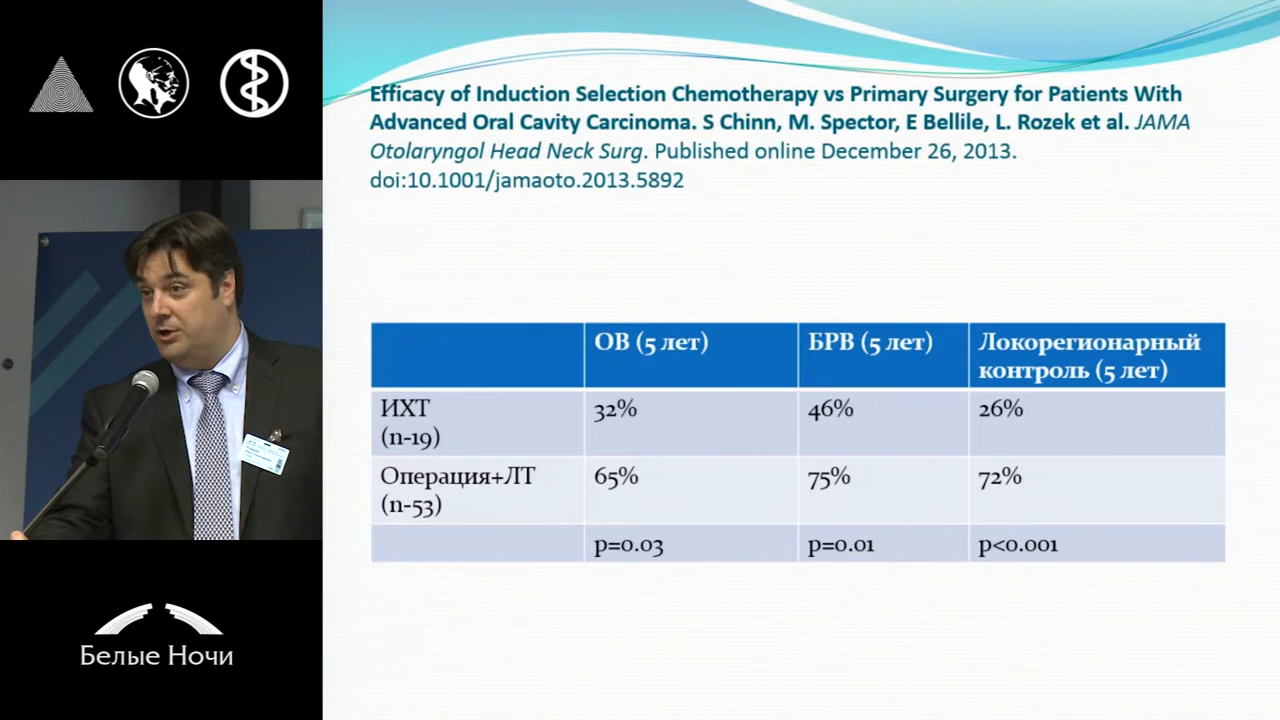 Efficacy of Induction Selection Chemotherapy vs Primary Surgery for Patients With
Advanced Oral Cavity Carcinoma. S Chinn, M. Spector, E Bellile, L. Rozek et al. JAMA
Otolaryngol Head Neck Surg. Published online December 26, 2013.
doi:10.1001/jamaoto.2013.5892
ОВ (5 лет) БРВ (5 лет) Локорегионарный
контроль (5 лет)
ИХТ 32% 46% 26%
(n-19)
Операция+ЛТ 65% 75% 72%
(n-53)
p=0.03 p=0.01 p<0.001
Белые Ночи